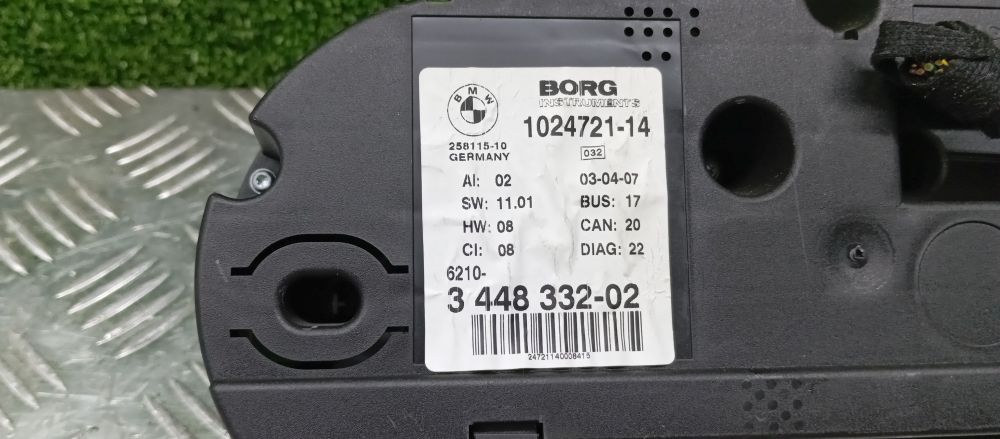 BMW
BORG
INSTRUMENTS
1024721-14
258115-10
GERMANY
032
AI: 02 03-04-07
SW: 11.01 BUS: 17
HW: 08 CAN: 20
CI: 08 DIAG: 22
6210-
3 448 332-02
24721140008415